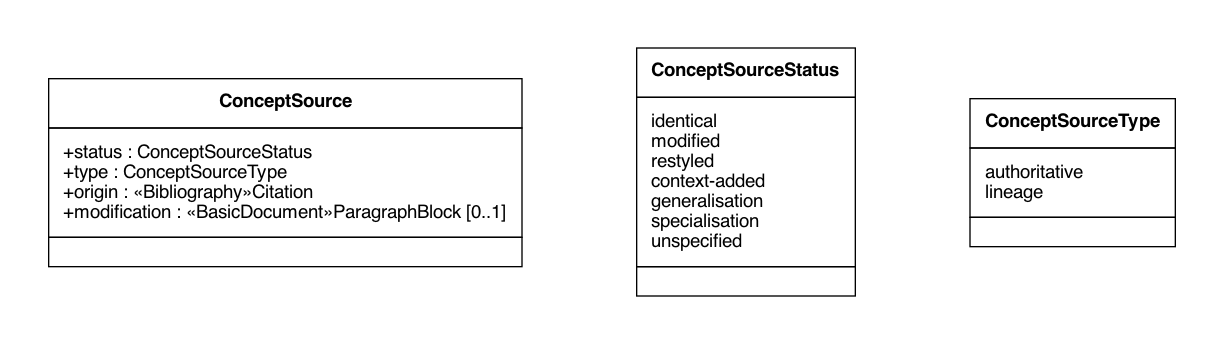 ConceptSource
+status : ConceptSourceStatus
+type : ConceptSourceType
+origin : «Bibliography»Citation
+modification : «BasicDocument»ParagraphBlock [0..1]
ConceptSourceStatus
identical
modified
restyled
context-added
generalisation
specialisation
unspecified
ConceptSourceType
authoritative
lineage